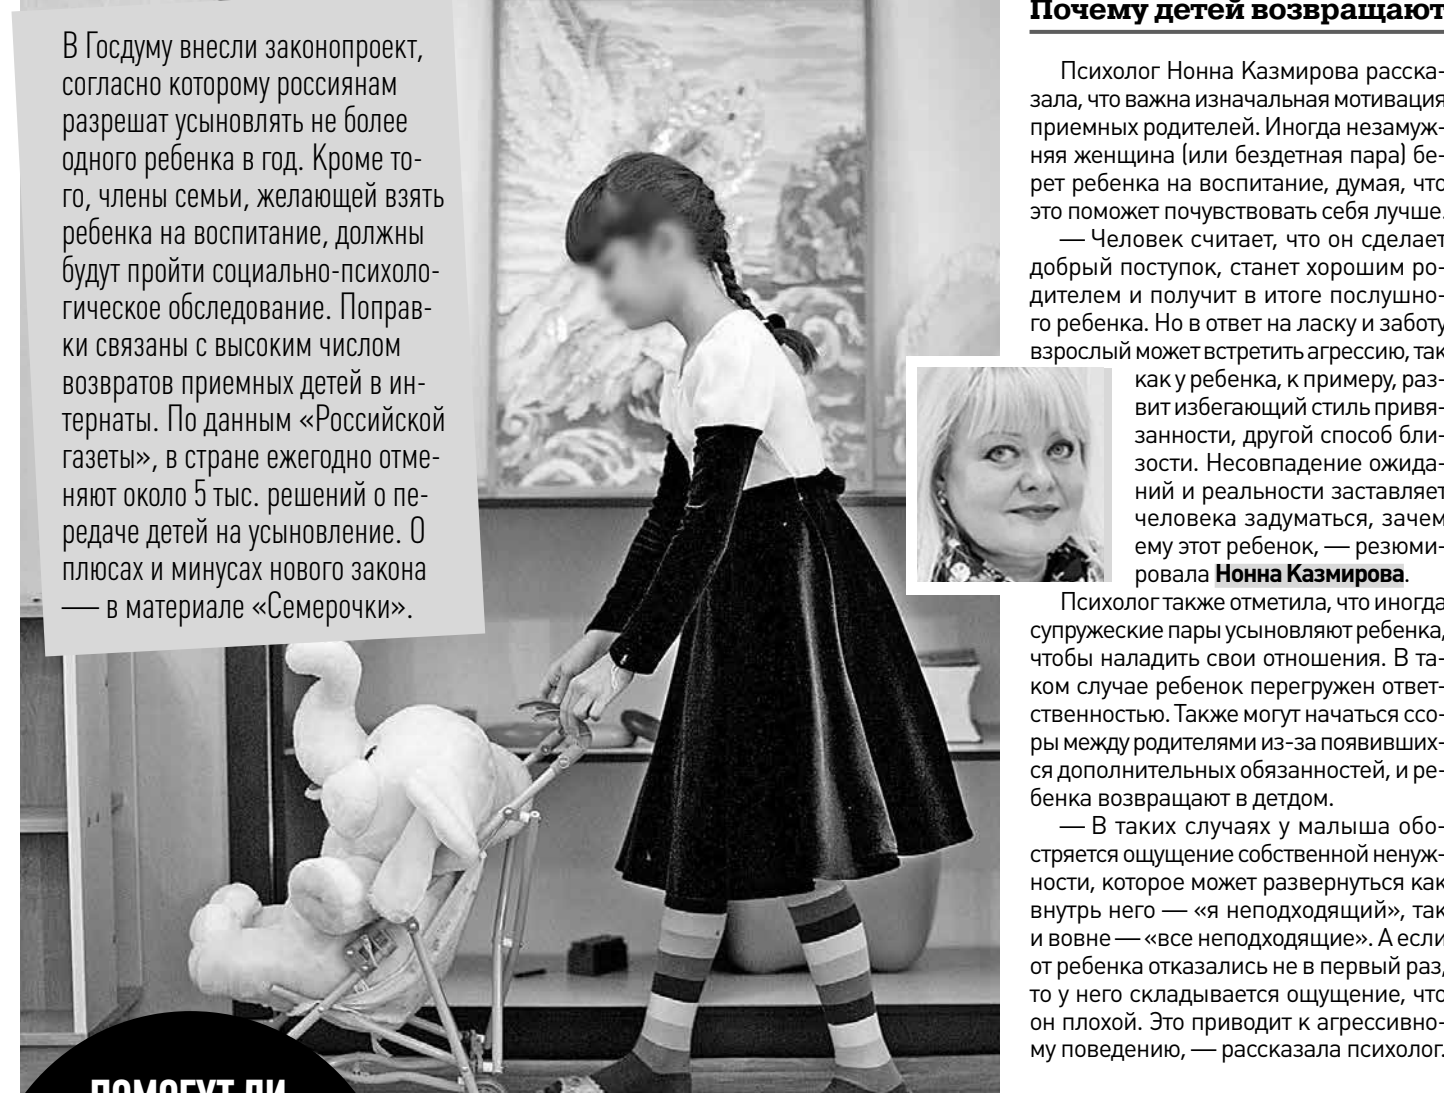 В Госдуму внесли законопроект,
согласно которому россиянам
разрешат усыновлять не более
одного ребенка в год. Кроме то-
го, члены семьи, желающей взять
ребенка на воспитание, должны
будут пройти социально-психоло-
гическое обследование. Поправ-
ки связаны с высоким числом
возвратов приемных детей в ин-
тернаты. По данным «Российской
газеты», в стране ежегодно отме-
няют около 5 тыс. решений о пе-
редаче детей на усыновление. О
плюсах и минусах нового закона
— в материале «Семерочки».
ПОМОГУТ ЛИ
Почему детей возвращают
Психолог Нонна Казмирова расска-
зала, что важна изначальная мотивация
приемных родителей. Иногда незамуж-
няя женщина (или бездетная пара) бе-
рет ребенка на воспитание, думая, что
это поможет почувствовать себя лучше.
— Человек считает, что он сделает
добрый поступок, станет хорошим ро-
дителем и получит в итоге послушно-
го ребенка. Но в ответ на ласку и заботу
взрослый может встретить агрессию, так
как у ребенка, к примеру, раз-
вит избегающий стиль привя-
занности, другой способ бли-
зости. Несовпадение ожида-
ний и реальности заставляет
человека задуматься, зачем
ему этот ребенок, — резюми-
ровала Нонна Казмирова.
Психолог также отметила, что иногда
супружеские пары усыновляют ребенка,
чтобы наладить свои отношения. В та-
ком случае ребенок перегружен ответ-
ственностью. Также могут начаться ссо-
ры между родителями из-за появивших-
ся дополнительных обязанностей, и ре-
бенка возвращают в детдом.
— В таких случаях у малыша обо-
стряется ощущение собственной ненуж-
ности, которое может развернуться как
внутрь него — «я неподходящий», так
и вовне — «все неподходящие». А если
от ребенка отказались не в первый раз,
то у него складывается ощущение, что
он плохой. Это приводит к агрессивно-
му поведению, — рассказала психолог.